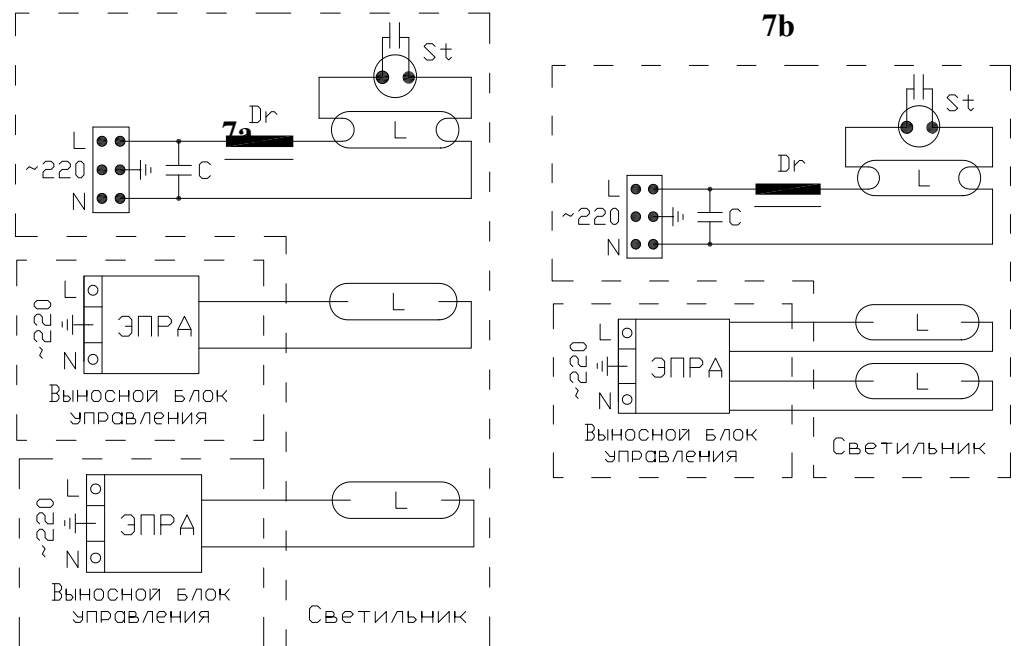 St
Dr
7a
L
L
~220
C
N
L
~220
N
ЭПРА
L
Выносной блок
управления
L
~220
N
ЭПРА
L
Выносной блок
управления
Светильник
7b
St
Dr
L
L
~220
C
N
L
~220
N
ЭПРА
L
L
Выносной блок
управления
Светильник